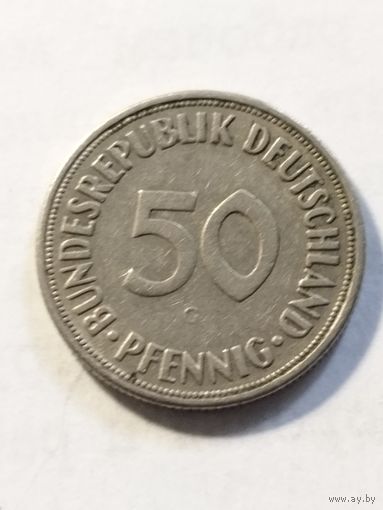 BUNDESREPUBLIK DEUTSCHLAND
50
G
PFENNIG
www.ay.by